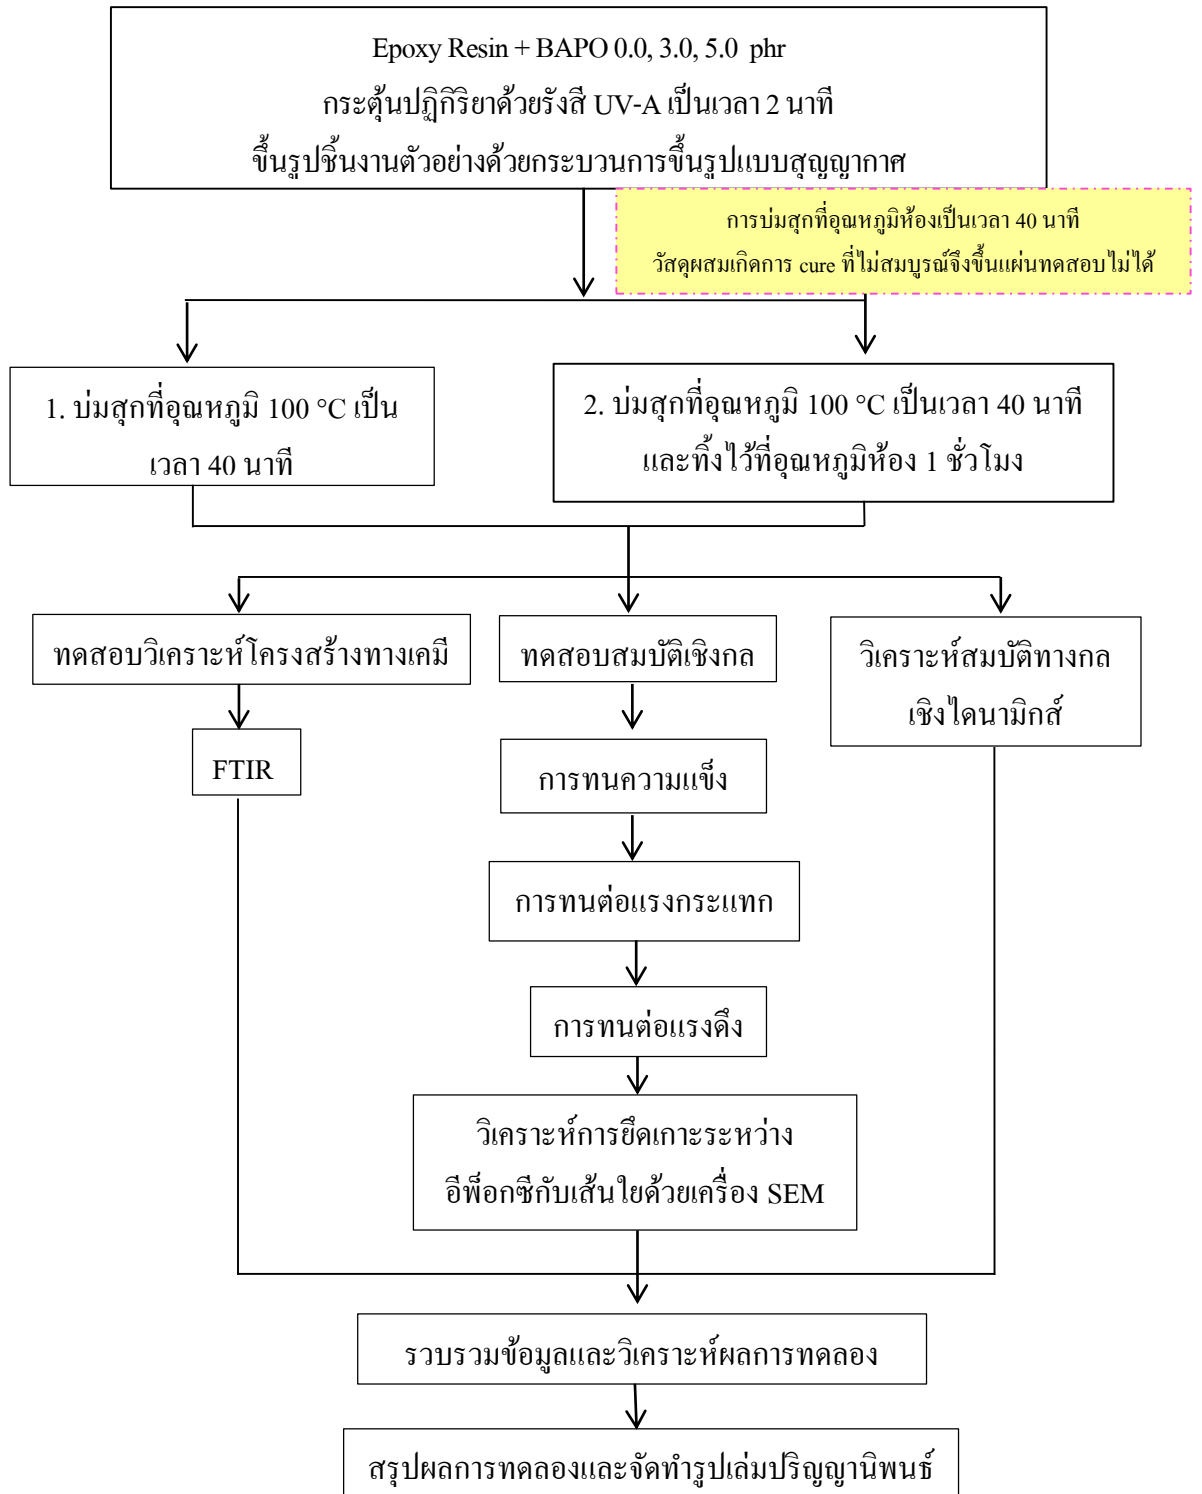 Epoxy Resin + BAPO 0.0, 3.0, 5.0 phr
กระตุ้นปฏิกิริยาด้วยรังสี UV-A เป็นเวลา 2 นาที
ขึ้นรูปชิ้นงานตัวอย่างด้วยกระบวนการขึ้นรูปแบบสุญญากาศ
การบ่มสุกที่อุณหภูมิห้องเป็นเวลา 40 นาที
วัสดุผสมเกิดการ cure ที่ไม่สมบูรณ์จึงขึ้นแผ่นทดสอบไม่ได้
1. บ่มสุกที่อุณหภูมิ 100 °C เป็น
เวลา 40 นาที
2. บ่มสุกที่อุณหภูมิ 100 °C เป็นเวลา 40 นาที
และทิ้งไว้ที่อุณหภูมิห้อง 1 ชั่วโมง
ทดสอบวิเคราะห์โครงสร้างทางเคมี
FTIR
ทดสอบสมบัติเชิงกล
การทนความแข็ง
การทนต่อแรงกระแทก
การทนต่อแรงดึง
วิเคราะห์การยึดเกาะระหว่าง
อีพ็อกซีกับเส้นใยด้วยเครื่อง SEM
วิเคราะห์สมบัติทางกล
เชิงไดนามิกส์
รวบรวมข้อมูลและวิเคราะห์ผลการทดลอง
สรุปผลการทดลองและจัดทำรูปเล่มปริญญานิพนธ์